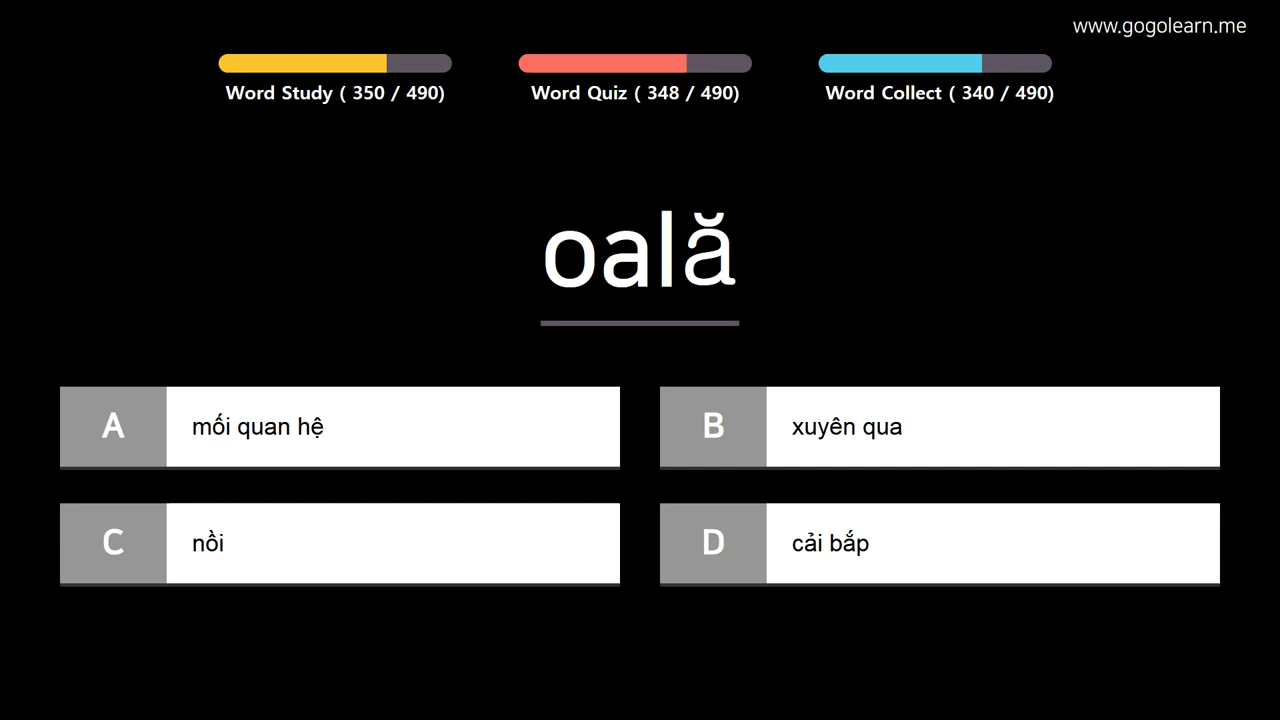 www.gogolearn.me
Word Study ( 350 / 490)
Word Quiz ( 348 / 490)
Word Collect ( 340 / 490)
oală
A
mối quan hệ
B
xuyên qua
C
nồi
D
cải bắp